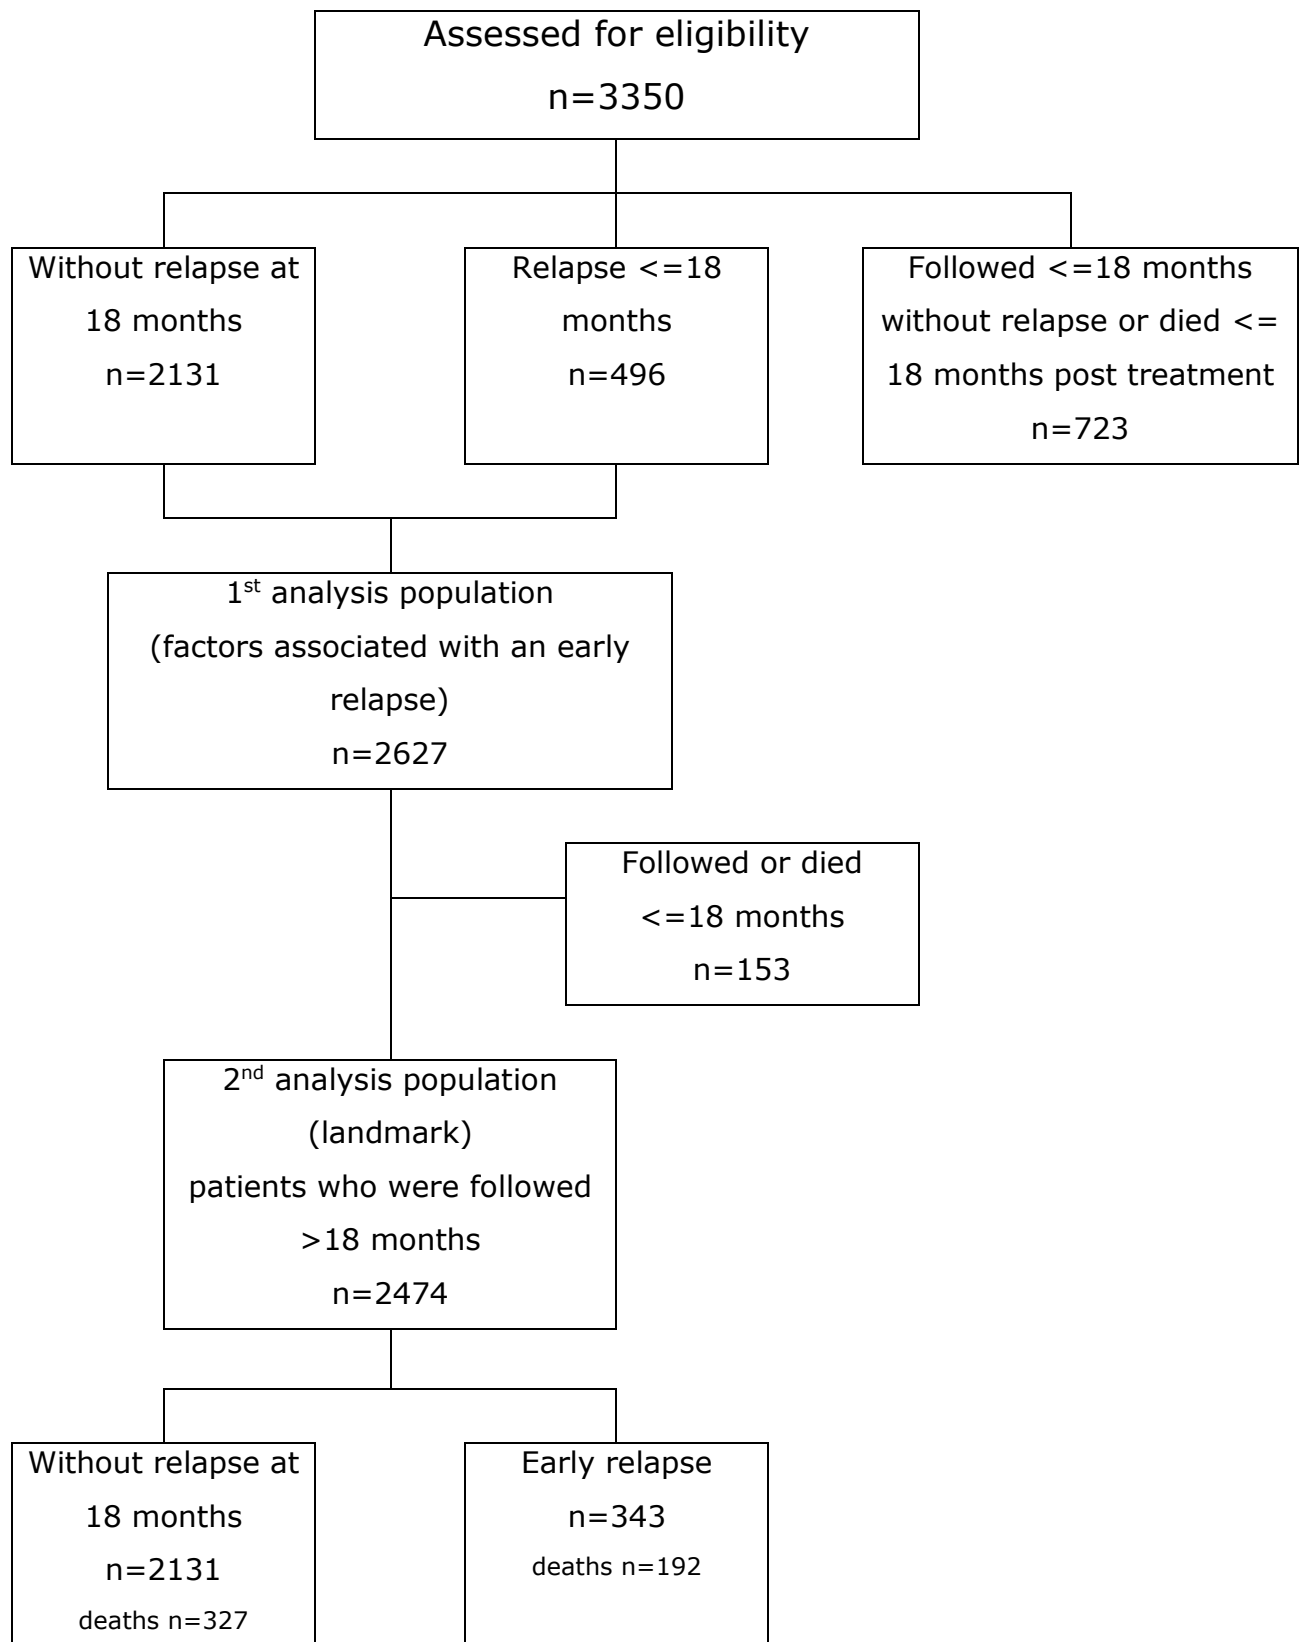 Assessed for eligibility
n=3350
Without relapse at
18 months
n=2131
Relapse <=18
months
n=496
Followed <=18 months
without relapse or died <=
18 months post treatment
n=723
1st analysis population
(factors associated with an early
relapse)
n=2627
Followed or died
<=18 months
n=153
2nd analysis population
(landmark)
patients who were followed
>18 months
n=2474
Without relapse at
18 months
n=2131
deaths n=327
Early relapse
n=343
deaths n=192